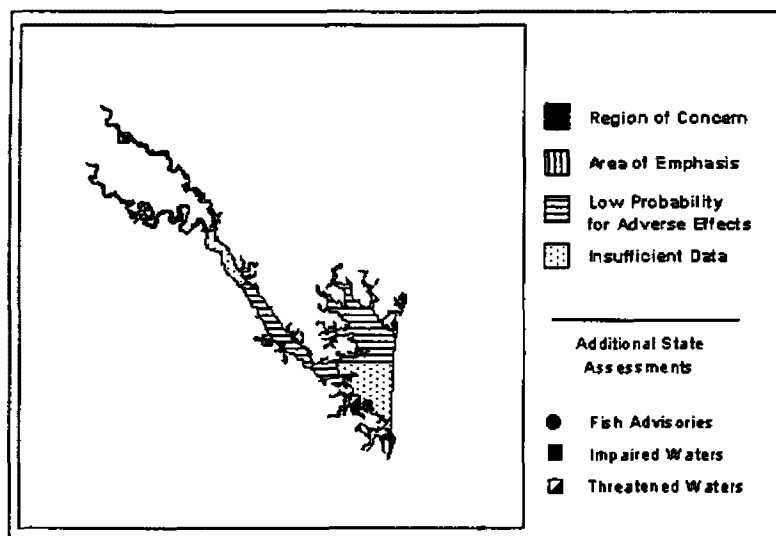 Region of Concern
Area of Emphasis
Low Probability
for Adverse Effects
Insufficient Data
Additional State
Assessments
Fish Advisories
Impaired Waters
Threatened Waters